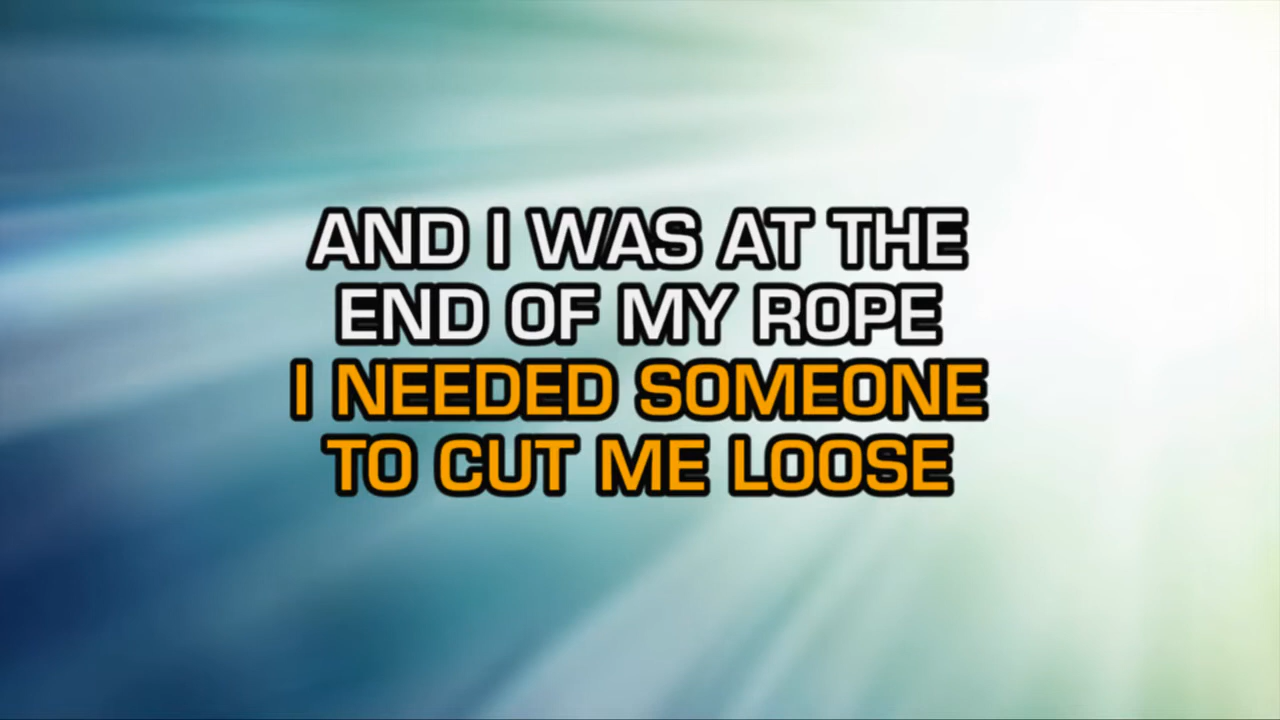 AND I WAS AT THE
END OF MY ROPE
I NEEDED SOMEONE
TO CUT ME LOOSE